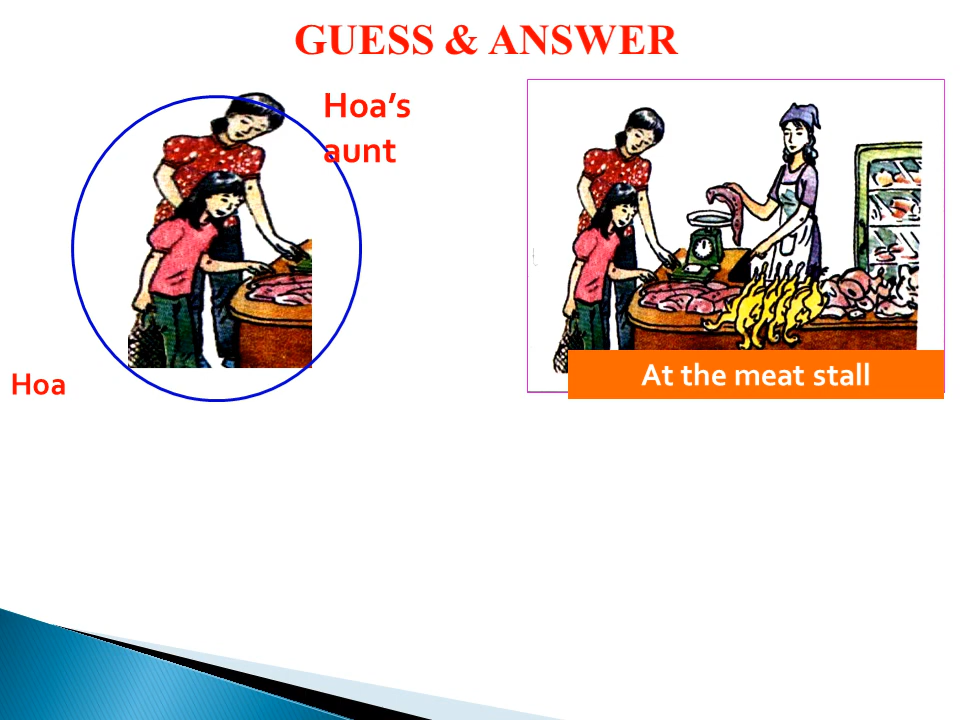 GUESS & ANSWER
Hoa’s
aunt
Hoa
At the meat stall